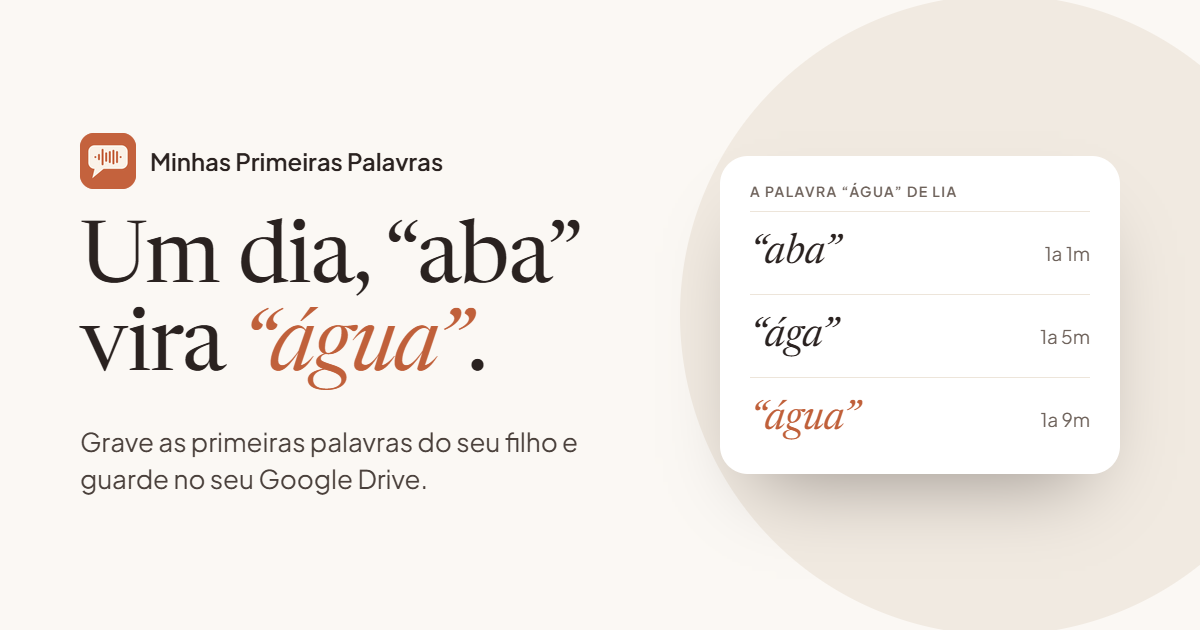 Minhas Primeiras Palavras
Um dia, “aba”
vira “água”.
Grave as primeiras palavras do seu filho e
guarde no seu Google Drive.
A PALAVRA “ÁGUA” DE LIA
“aba” 1a 1m
“ága” 1a 5m
“água” 1a 9m